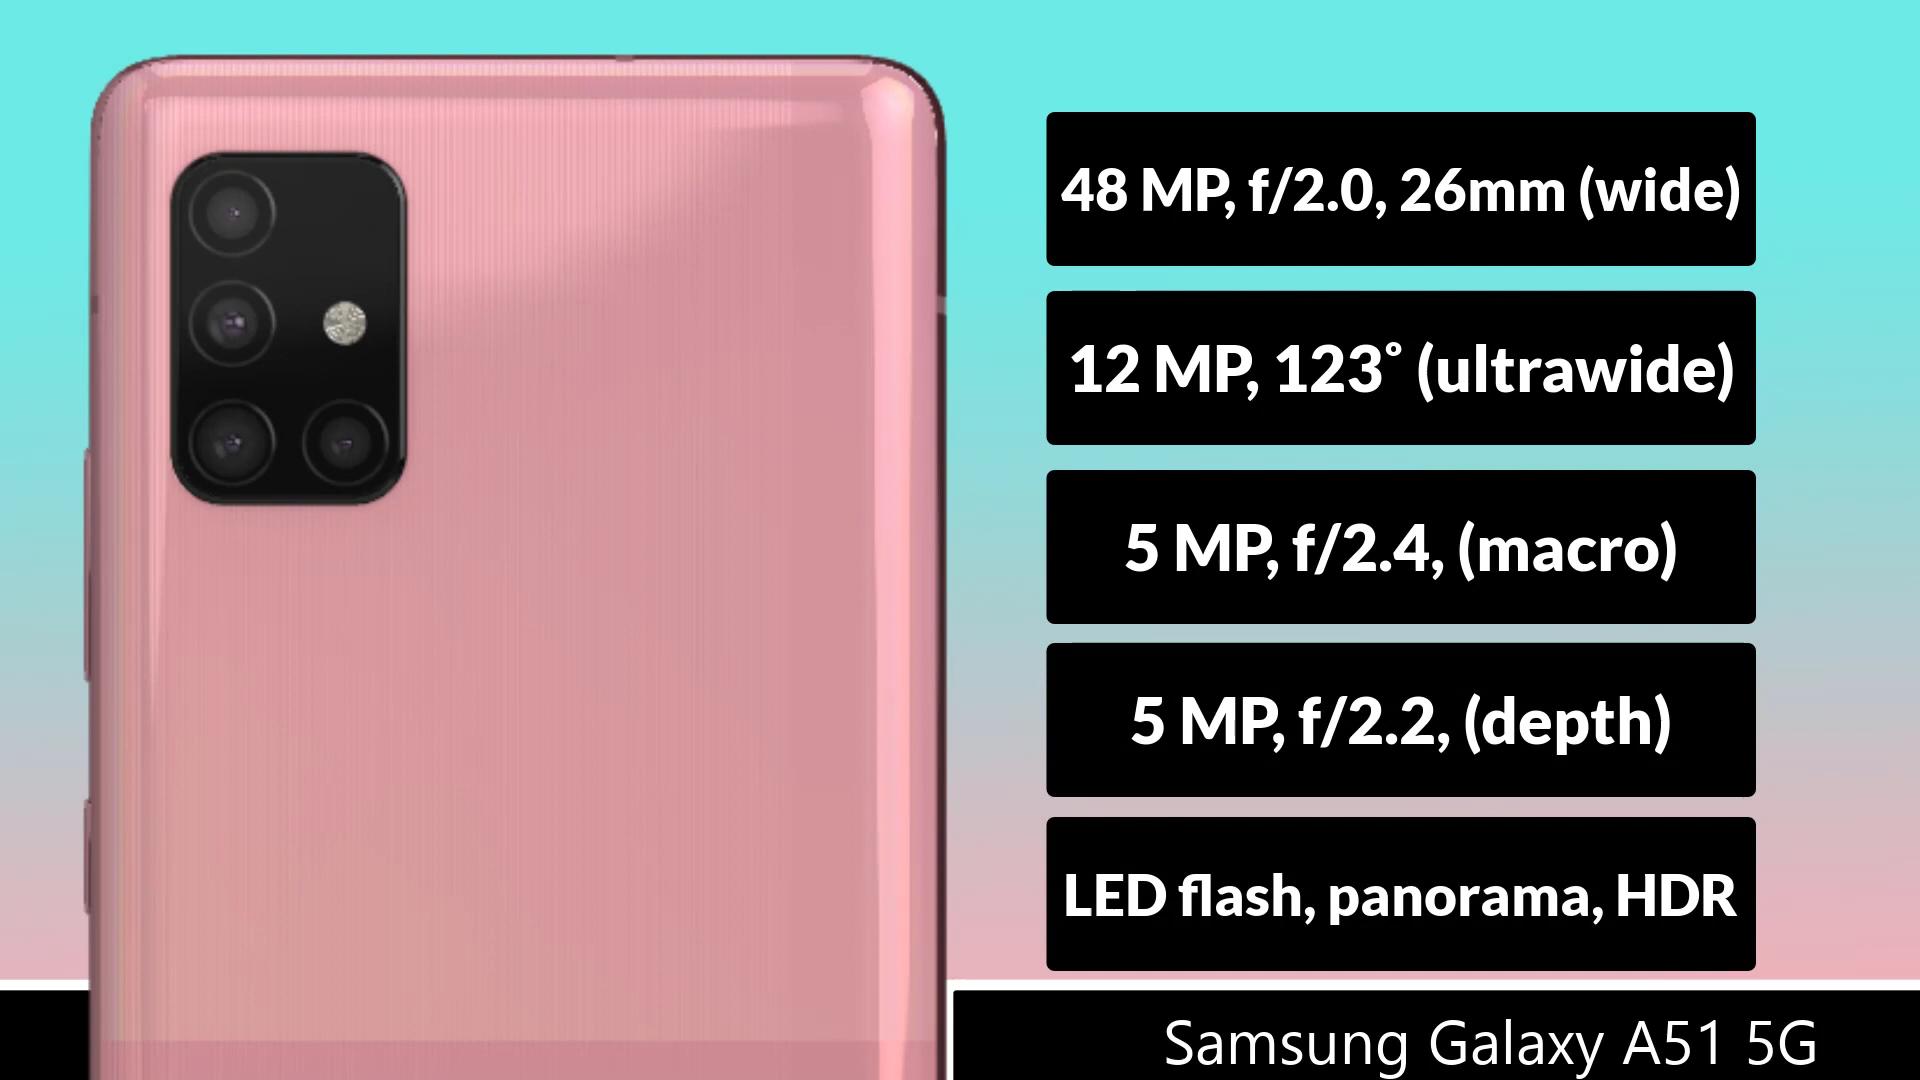 48 MP, f/2.0, 26mm (wide)
12 MP, 123˚ (ultrawide)
5 MP, f/2.4, (macro)
5 MP, f/2.2, (depth)
LED flash, panorama, HDR
Samsung Galaxy A51 5G